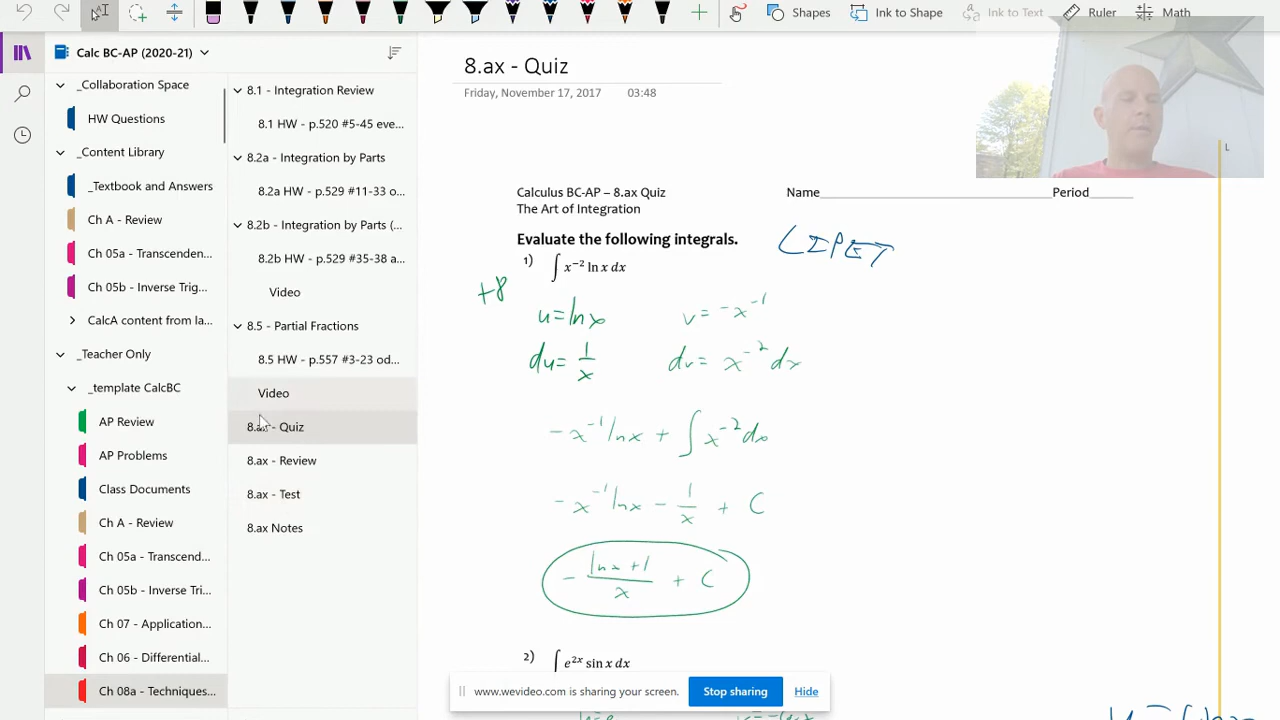 Shapes
Ink to Shape
Ink to Text
Ruler
Math
Calc BC-AP (2020-21)
_Collaboration Space
HW Questions
_Content Library
_Textbook and Answers
Ch A - Review
Ch 05a - Transcenden...
Ch 05b - Inverse Trig...
CalcA content from la...
_Teacher Only
_template CalcBC
AP Review
AP Problems
Class Documents
Ch A - Review
Ch 05a - Transcend...
Ch 05b - Inverse Tri...
Ch 07 - Application...
Ch 06 - Differential...
Ch 08a - Techniques...
8.1 - Integration Review
8.1 HW - p.520 #5-45 eve...
8.2a - Integration by Parts
8.2a HW - p.529 #11-33 o...
8.2b - Integration by Parts (...
8.2b HW - p.529 #35-38 a...
Video
8.5 - Partial Fractions
8.5 HW - p.557 #3-23 od...
Video
8.ax - Quiz
8.ax - Review
8.ax - Test
8.ax Notes
8.ax - Quiz
Friday, November 17, 2017 03:48
Calculus BC-AP – 8.ax Quiz Name Period
The Art of Integration
Evaluate the following integrals. LIPET
1) ∫ x⁻² ln x dx
+8
u = lnx v = -x⁻¹
du = 1/x dv = x⁻² dx
-x⁻¹ lnx + ∫ x⁻² dx
-x⁻¹ lnx - 1/x + C
- (lnx + 1)/x + C
2) ∫ e²ˣ sin x dx
www.wevideo.com is sharing your screen. Stop sharing Hide